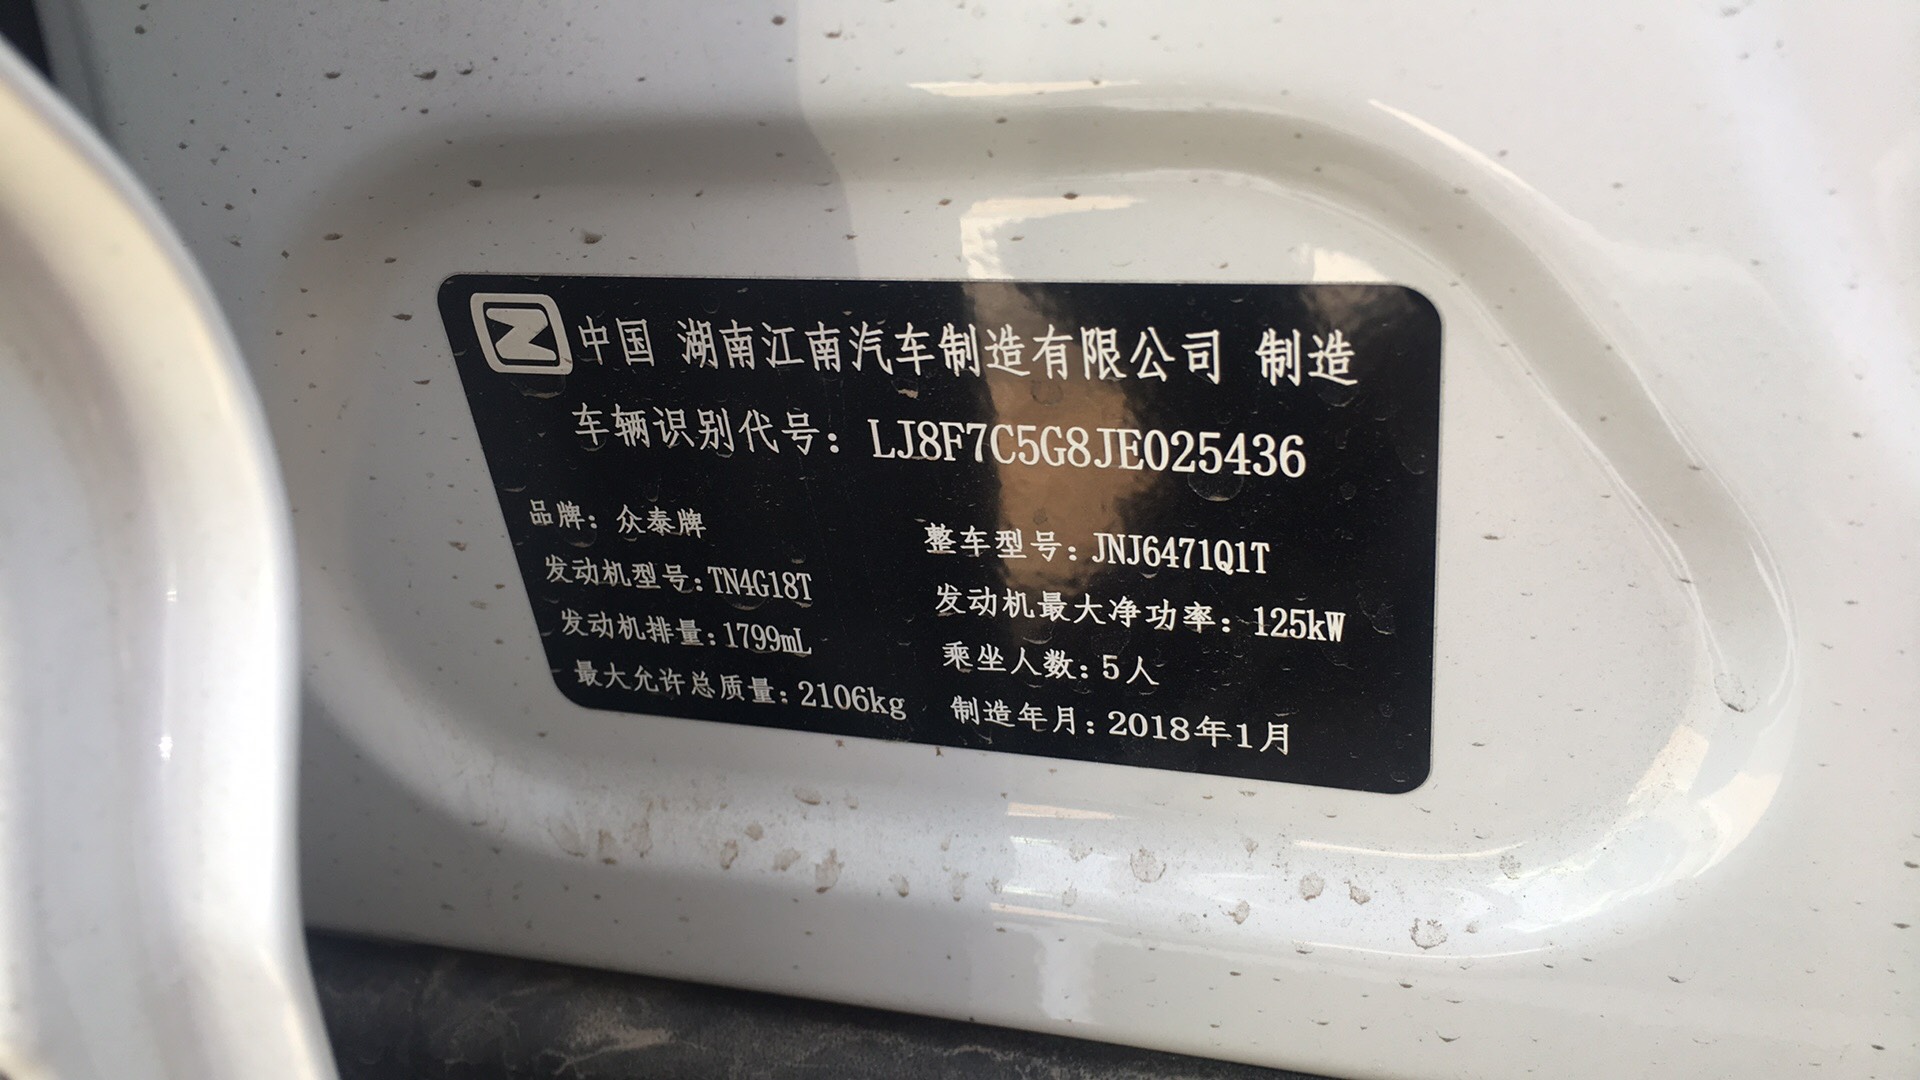 中国 湖南江南汽车制造有限公司 制造
车辆识别代号：LJ8F7C5G8JE025436
品牌：众泰牌 整车型号：JNJ6471Q1T
发动机型号：TN4G18T 发动机最大净功率：125kW
发动机排量：1799mL 乘坐人数：5人
最大允许总质量：2106kg 制造年月：2018年1月